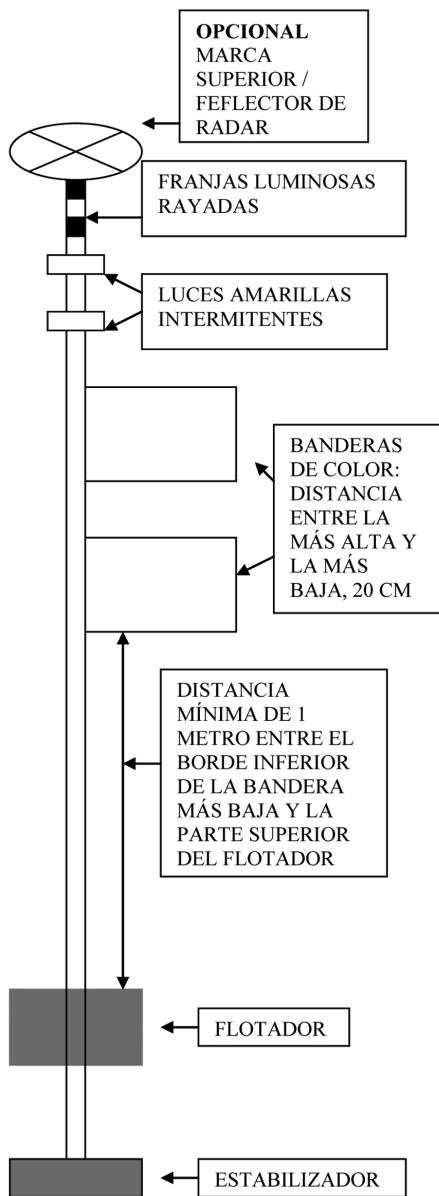 OPCIONAL
MARCA
SUPERIOR /
FEFLECTOR DE
RADAR
FRANJAS LUMINOSAS
RAYADAS
LUCES AMARILLAS
INTERMITENTES
BANDERAS
DE COLOR:
DISTANCIA
ENTRE LA
MÁS ALTA Y
LA MÁS
BAJA, 20 CM
DISTANCIA
MÍNIMA DE 1
METRO ENTRE EL
BORDE INFERIOR
DE LA BANDERA
MÁS BAJA Y LA
PARTE SUPERIOR
DEL FLOTADOR
FLOTADOR
ESTABILIZADOR